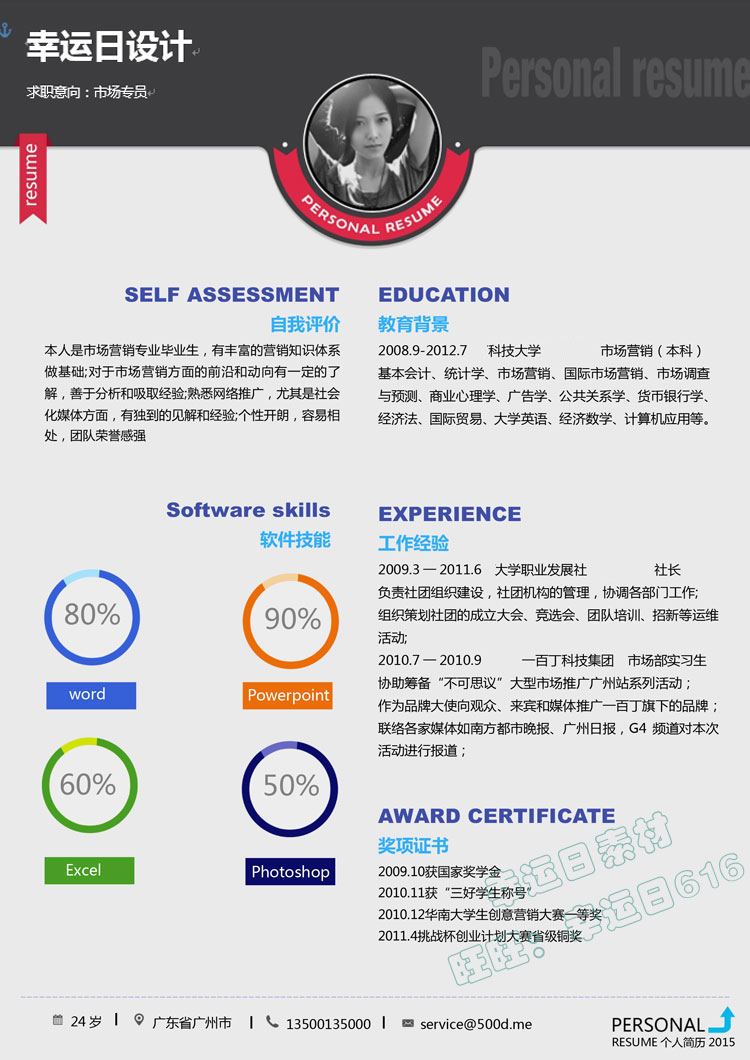 幸运日设计
求职意向：市场专员
Personal resume
resume
PERSONAL RESUME
SELF ASSESSMENT
自我评价
本人是市场营销专业毕业生，有丰富的营销知识体系
做基础;对于市场营销方面的前沿和动向有一定的了
解，善于分析和吸取经验;熟悉网络推广，尤其是社会
化媒体方面，有独到的见解和经验;个性开朗，容易相
处，团队荣誉感强
EDUCATION
教育背景
2008.9-2012.7 科技大学 市场营销（本科）
基本会计、统计学、市场营销、国际市场营销、市场调查
与预测、商业心理学、广告学、公共关系学、货币银行学、
经济法、国际贸易、大学英语、经济数学、计算机应用等。
Software skills
软件技能
80%
90%
word
Powerpoint
60%
50%
Excel
Photoshop
EXPERIENCE
工作经验
2009.3 — 2011.6 大学职业发展社 社长
负责社团组织建设，社团机构的管理，协调各部门工作;
组织策划社团的成立大会、竞选会、团队培训、招新等运维
活动;
2010.7 — 2010.9 一百丁科技集团 市场部实习生
协助筹备“不可思议”大型市场推广广州站系列活动；
作为品牌大使向观众、来宾和媒体推广一百丁旗下的品牌；
联络各家媒体如南方都市晚报、广州日报，G4 频道对本次
活动进行报道；
AWARD CERTIFICATE
奖项证书
2009.10获国家奖学金
2010.11获“三好学生称号”
2010.12华南大学生创意营销大赛一等奖
2011.4挑战杯创业计划大赛省级铜奖
幸运日素材
旺旺：幸运日616
24 岁 | 广东省广州市 | 13500135000 | service@500d.me
PERSONAL
RESUME 个人简历 2015